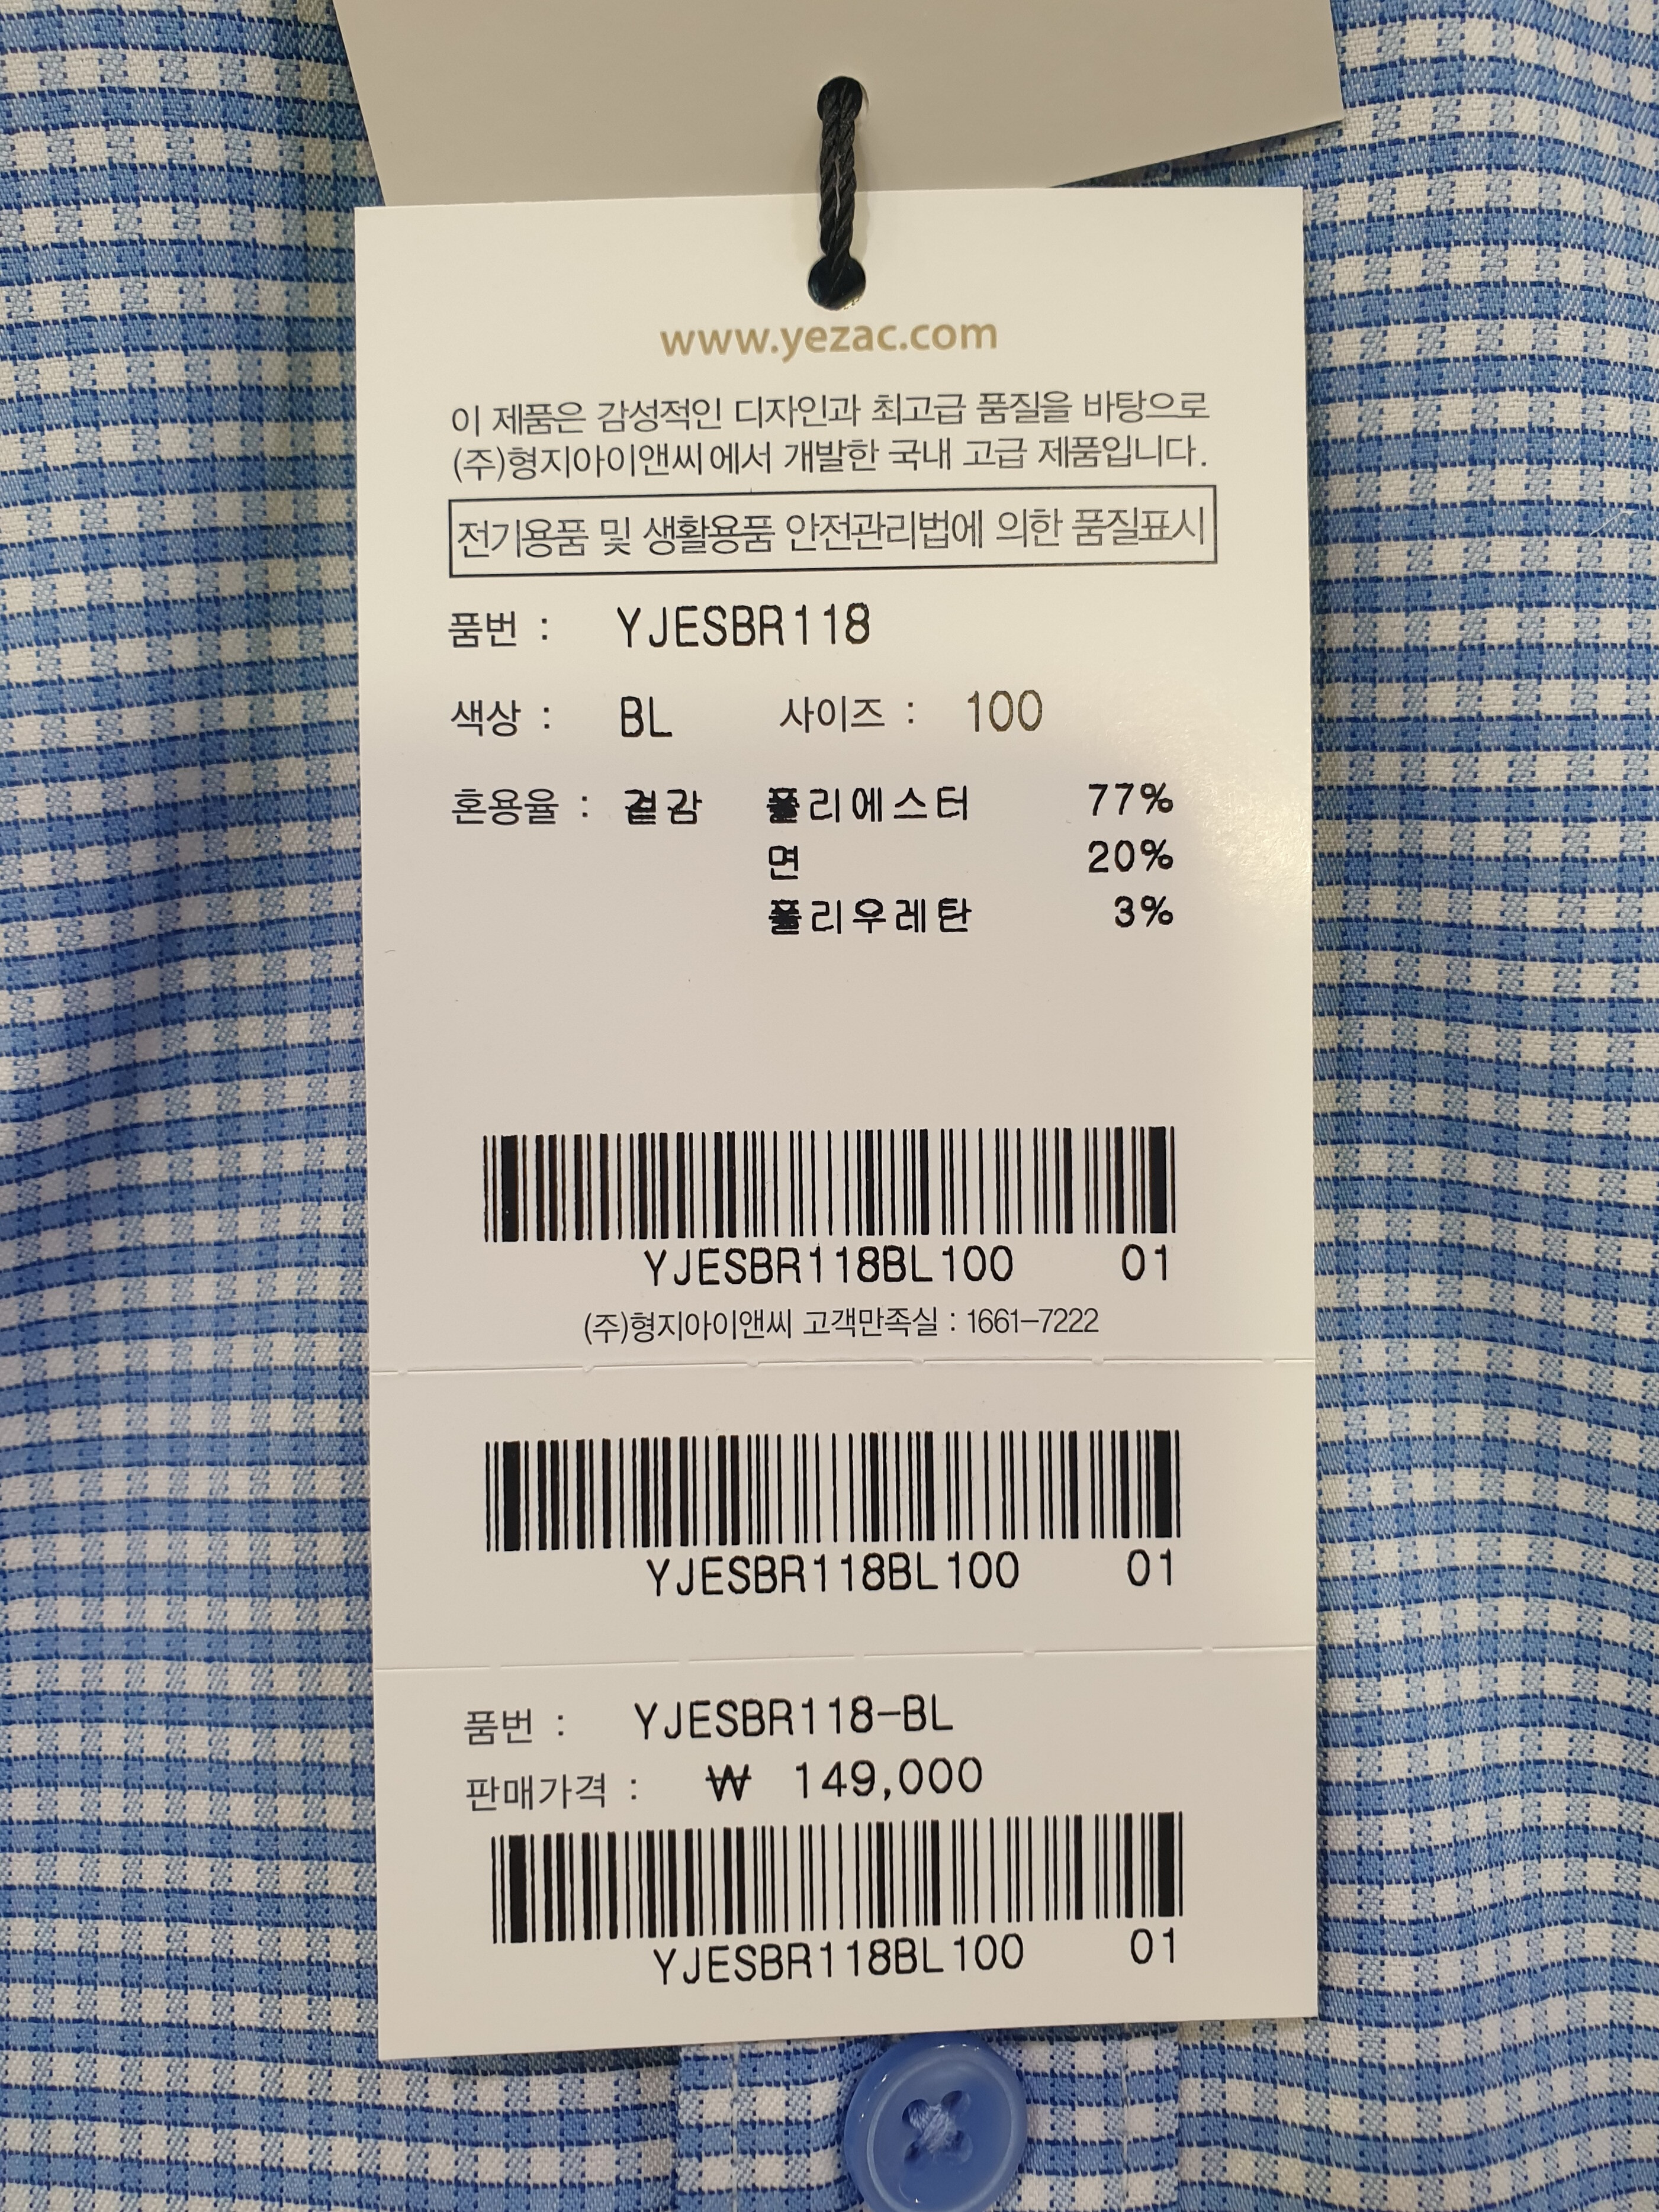 www.yezac.com
이 제품은 감성적인 디자인과 최고급 품질을 바탕으로
(주)형지아이앤씨에서 개발한 국내 고급 제품입니다.
전기용품 및 생활용품 안전관리법에 의한 품질표시
품번 : YJESBR118
색상 : BL 사이즈 : 100
혼용율 : 겉감 폴리에스터 77%
면 20%
폴리우레탄 3%
YJESBR118BL100 01
(주)형지아이앤씨 고객만족실 : 1661-7222
YJESBR118BL100 01
품번 : YJESBR118-BL
판매가격 : ₩ 149,000
YJESBR118BL100 01